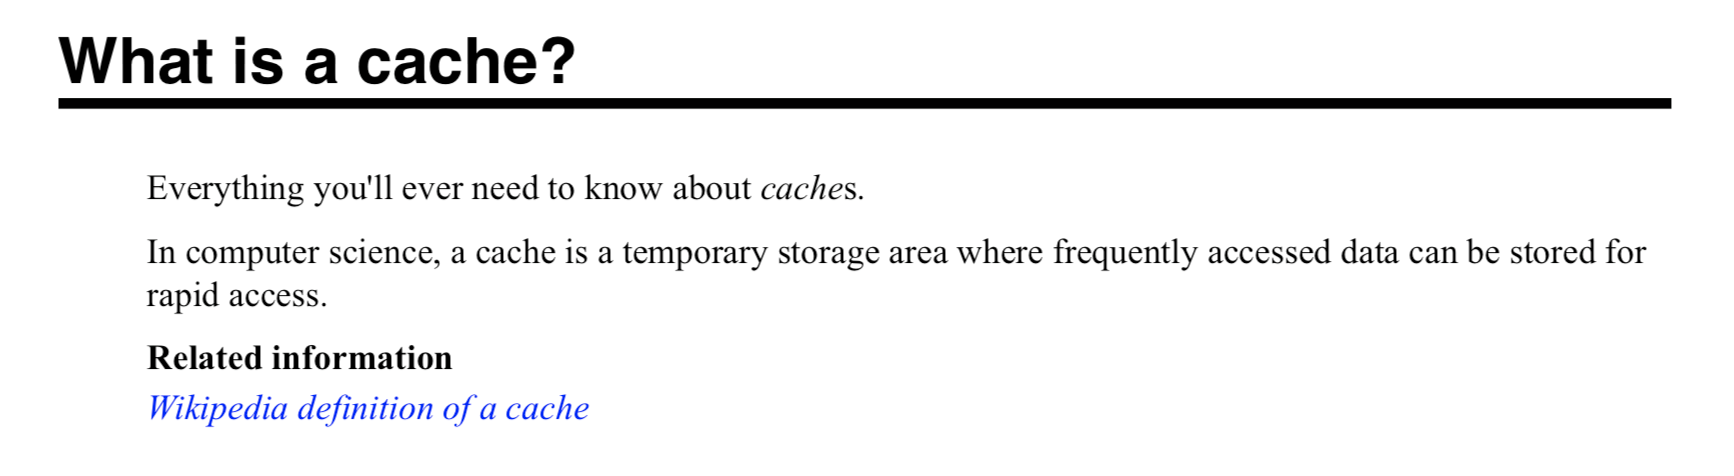 What is a cache?
Everything you'll ever need to know about caches.
In computer science, a cache is a temporary storage area where frequently accessed data can be stored for
rapid access.
Related information
Wikipedia definition of a cache